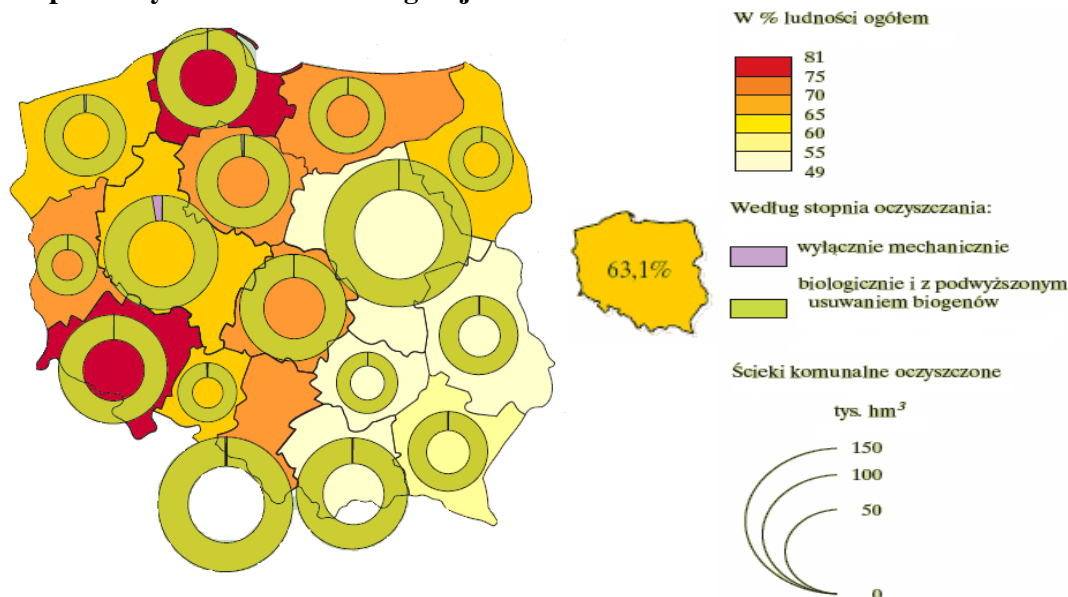 W % ludności ogółem
81
75
70
65
60
55
49
Według stopnia oczyszczania:
wyłącznie mechanicznie
biologicznie i z podwyższonym
usuwaniem biogenów
63,1%
Ścieki komunalne oczyszczone
tys. hm³
150
100
50
0